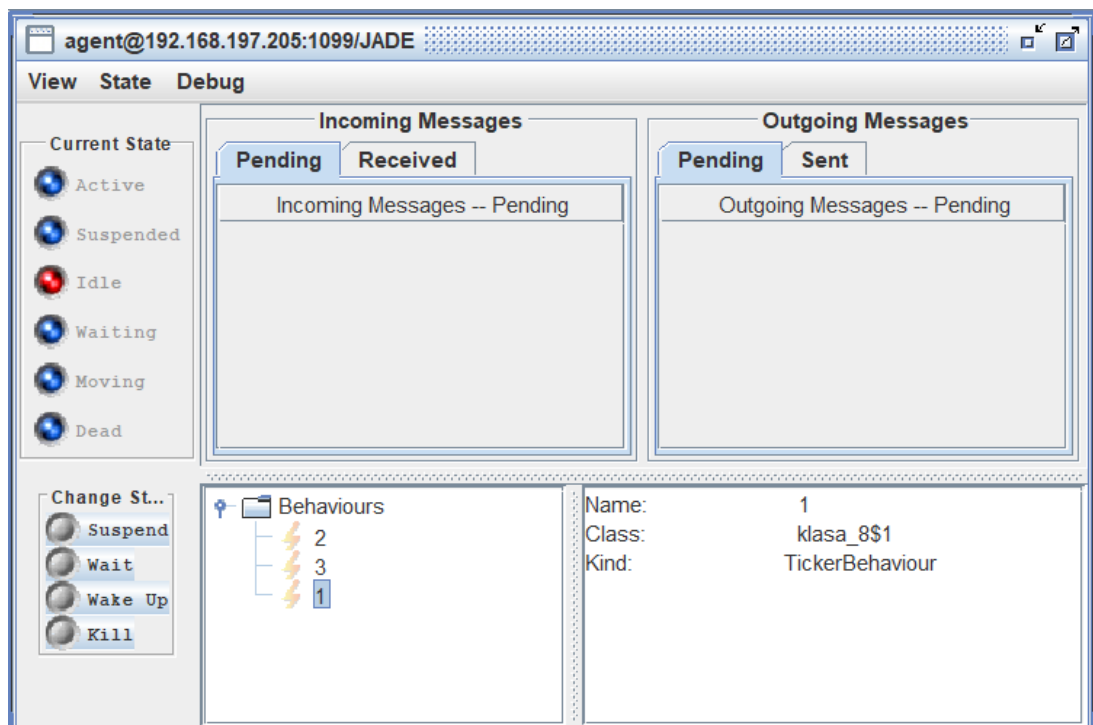 agent@192.168.197.205:1099/JADE
View State Debug
Current State
Active
Suspended
Idle
Waiting
Moving
Dead
Incoming Messages
Pending Received
Incoming Messages -- Pending
Outgoing Messages
Pending Sent
Outgoing Messages -- Pending
Change St...
Suspend
Wait
Wake Up
Kill
Behaviours
2
3
1
Name: 1
Class: klasa_8$1
Kind: TickerBehaviour